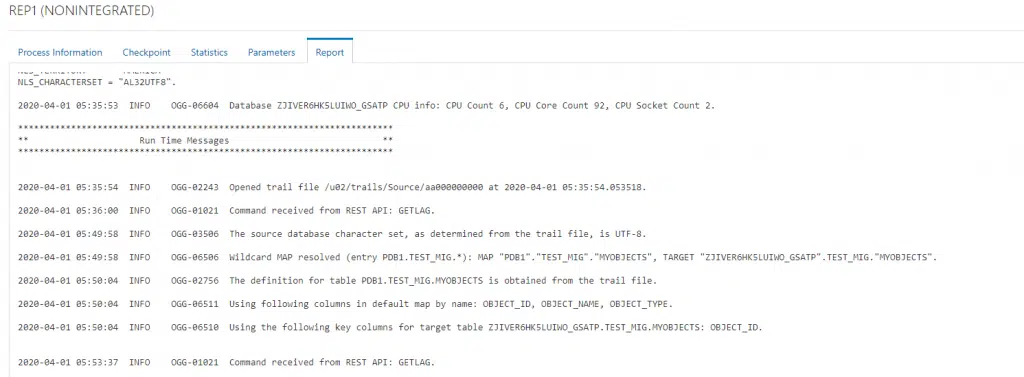 REP1 (NONINTEGRATED)
Process Information Checkpoint Statistics Parameters Report
NLS_CHARACTERSET = "AL32UTF8".
2020-04-01 05:35:53 INFO OGG-06604 Database ZJIVER6HK5LUIWO_GSATP CPU info: CPU Count 6, CPU Core Count 92, CPU Socket Count 2.
***********************************************************************
** Run Time Messages **
***********************************************************************
2020-04-01 05:35:54 INFO OGG-02243 Opened trail file /u02/trails/Source/aa000000000 at 2020-04-01 05:35:54.053518.
2020-04-01 05:36:00 INFO OGG-01021 Command received from REST API: GETLAG.
2020-04-01 05:49:58 INFO OGG-03506 The source database character set, as determined from the trail file, is UTF-8.
2020-04-01 05:49:58 INFO OGG-06506 Wildcard MAP resolved (entry PDB1.TEST_MIG.*): MAP "PDB1"."TEST_MIG"."MYOBJECTS", TARGET "ZJIVER6HK5LUIWO_GSATP".TEST_MIG."MYOBJECTS".
2020-04-01 05:50:04 INFO OGG-02756 The definition for table PDB1.TEST_MIG.MYOBJECTS is obtained from the trail file.
2020-04-01 05:50:04 INFO OGG-06511 Using following columns in default map by name: OBJECT_ID, OBJECT_NAME, OBJECT_TYPE.
2020-04-01 05:50:04 INFO OGG-06510 Using the following key columns for target table ZJIVER6HK5LUIWO_GSATP.TEST_MIG.MYOBJECTS: OBJECT_ID.
2020-04-01 05:53:37 INFO OGG-01021 Command received from REST API: GETLAG.